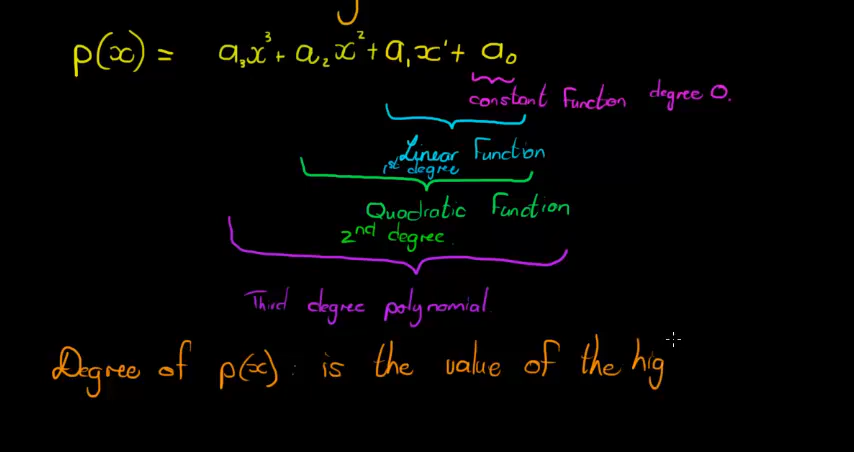 p(x) = a₃x³ + a₂x² + a₁x¹ + a₀
constant Function degree 0.
Linear Function
1st degree
Quadratic Function
2nd degree.
Third degree polynomial.
Degree of p(x): is the value of the hig